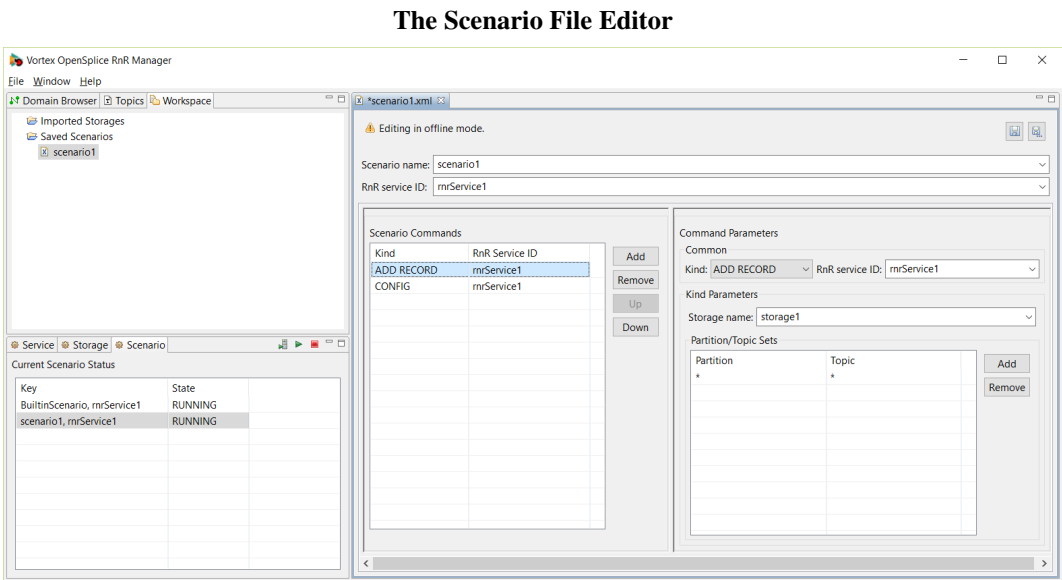 The Scenario File Editor
Vortex OpenSplice RnR Manager
File Window Help
Domain Browser Topics Workspace
Imported Storages
Saved Scenarios
scenario1
*scenario1.xml
Editing in offline mode.
Scenario name: scenario1
RnR service ID: rnrService1
Scenario Commands
Kind RnR Service ID
ADD RECORD rnrService1
CONFIG rnrService1
Add
Remove
Up
Down
Command Parameters
Common
Kind: ADD RECORD RnR service ID: rnrService1
Kind Parameters
Storage name: storage1
Partition/Topic Sets
Partition Topic
* *
Add
Remove
Service Storage Scenario
Current Scenario Status
Key State
BuiltinScenario, rnrService1 RUNNING
scenario1, rnrService1 RUNNING